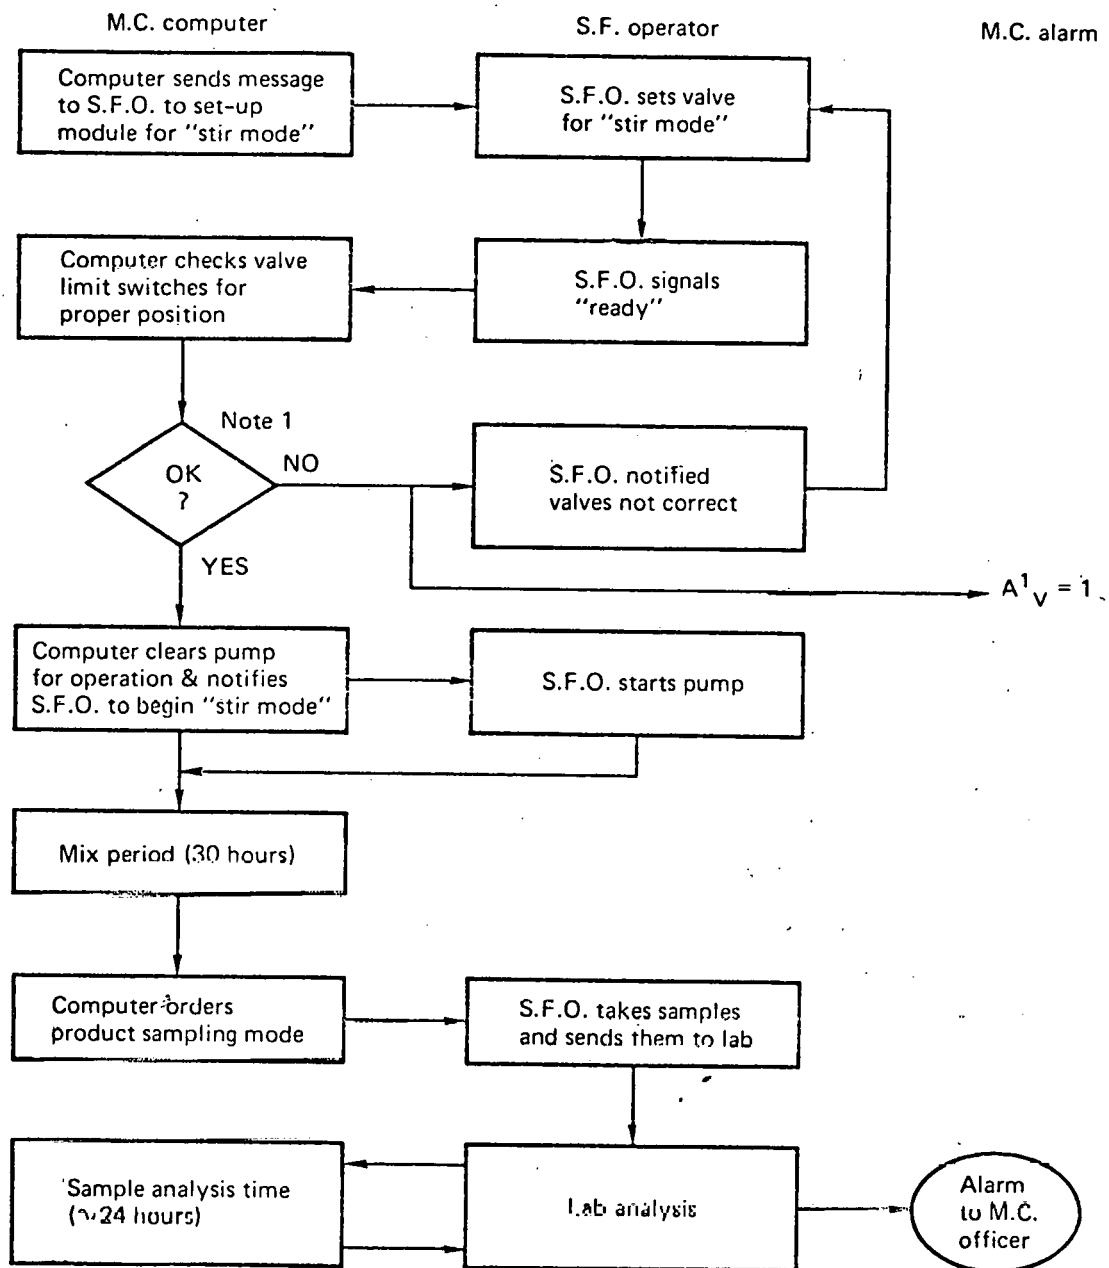 M.C. computer
S.F. operator
M.C. alarm
Computer sends message
to S.F.O. to set-up
module for "stir mode"
S.F.O. sets valve
for "stir mode"
Computer checks valve
limit switches for
proper position
S.F.O. signals
"ready"
Note 1
OK
?
NO
YES
S.F.O. notified
valves not correct
A¹V = 1
Computer clears pump
for operation & notifies
S.F.O. to begin "stir mode"
S.F.O. starts pump
Mix period (30 hours)
Computer orders
product sampling mode
S.F.O. takes samples
and sends them to lab
Sample analysis time
(~24 hours)
Lab analysis
Alarm
to M.C.
officer